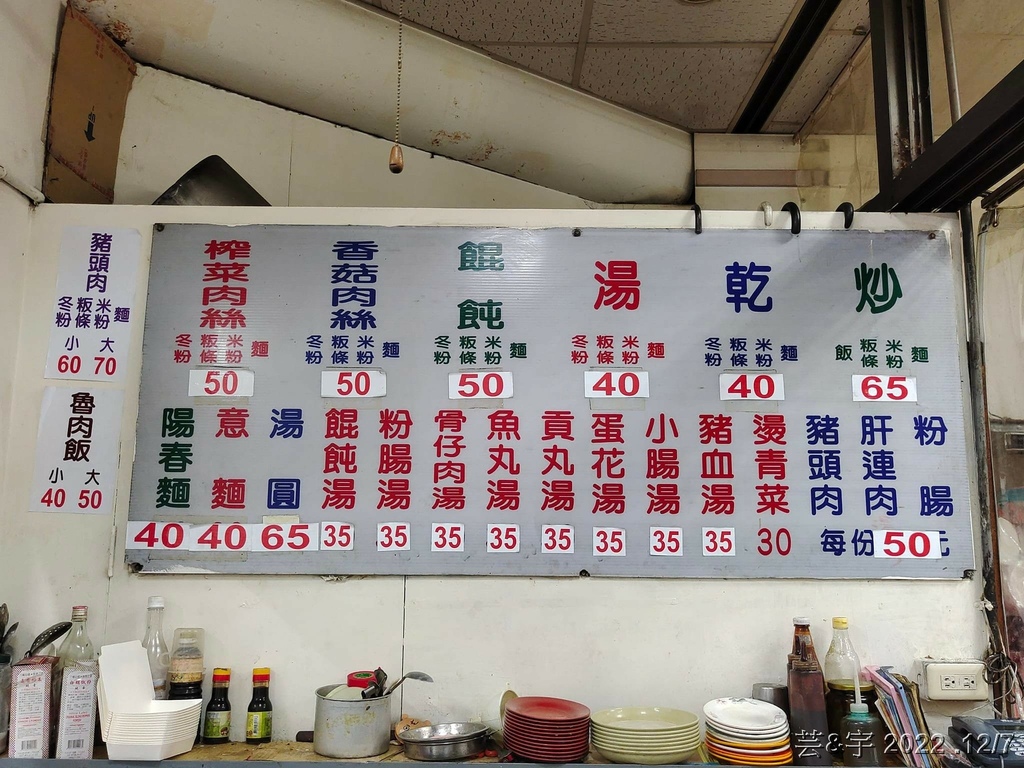 豬頭肉
冬粉 粄條 米粉 麵
小 大
60 70
魯肉飯
小 大
40 50
榨菜肉絲
冬粉 粄條 米粉 麵
50
香菇肉絲
冬粉 粄條 米粉 麵
50
餛飩
冬粉 粄條 米粉 麵
50
湯
冬粉 粄條 米粉 麵
40
乾
冬粉 粄條 米粉 麵
40
炒
飯 粄條 米粉 麵
65
陽春麵
40
意麵
40
湯圓
65
餛飩湯
35
粉腸湯
35
骨仔肉湯
35
魚丸湯
35
貢丸湯
35
蛋花湯
35
小腸湯
35
豬血湯
35
燙青菜
30
豬頭肉
肝連肉
粉腸
每份50元
芸&宇 2022 .12/7